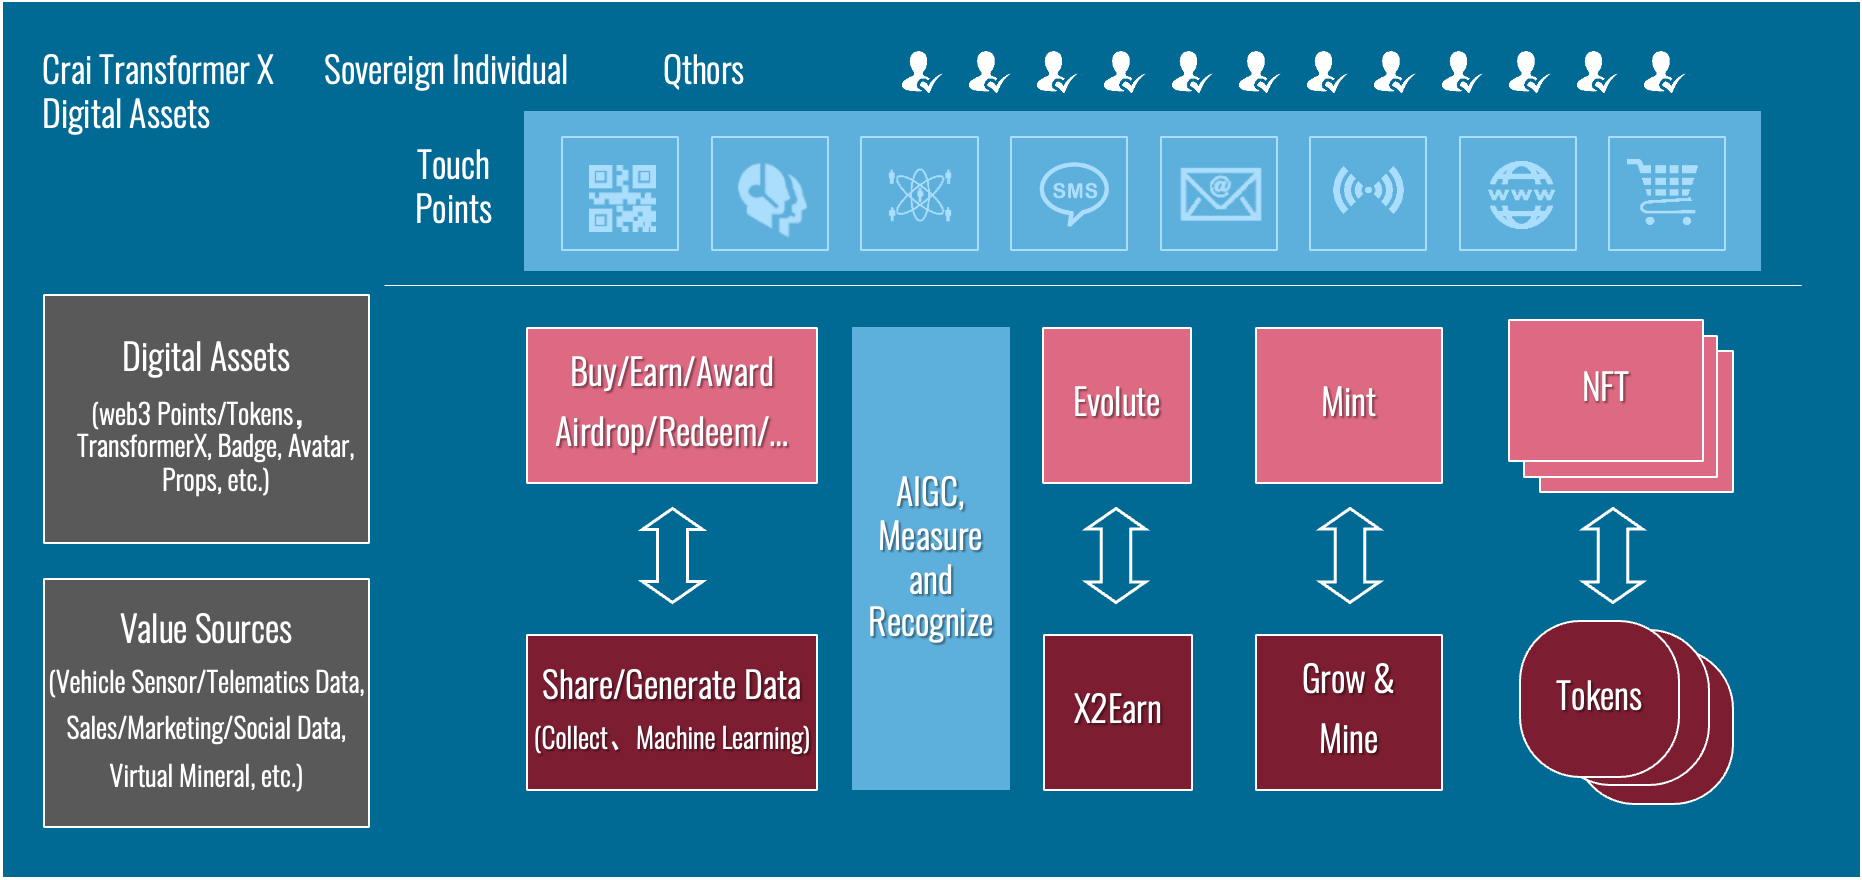 Crai Transformer X
Digital Assets
Sovereign Individual
Qthors
Touch
Points
SMS
@
www
Digital Assets
(web3 Points/Tokens，
TransformerX, Badge, Avatar,
Props, etc.)
Buy/Earn/Award
Airdrop/Redeem/...
AIGC,
Measure
and
Recognize
Evolute
Mint
NFT
Value Sources
(Vehicle Sensor/Telematics Data,
Sales/Marketing/Social Data,
Virtual Mineral, etc.)
Share/Generate Data
(Collect、Machine Learning)
X2Earn
Grow &
Mine
Tokens